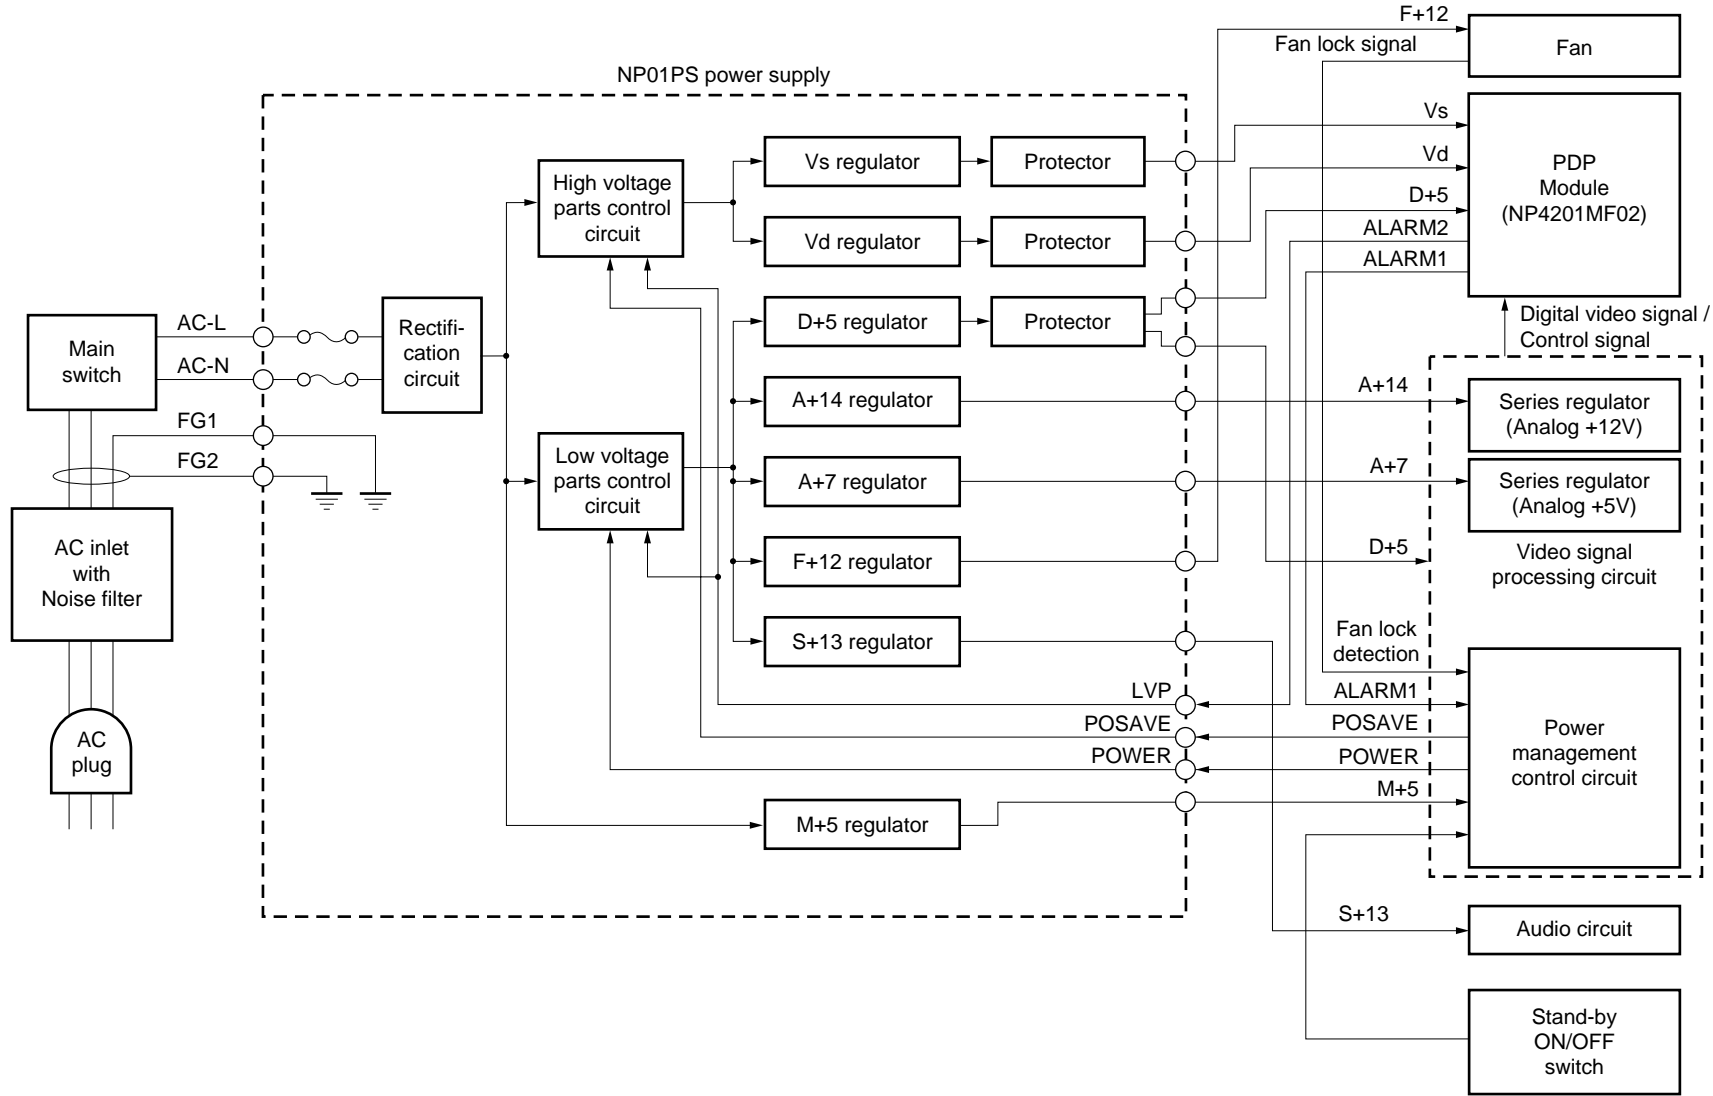 F+12
Fan lock signal
Fan
NP01PS power supply
Vs
Vd
D+5
ALARM2
ALARM1
PDP
Module
(NP4201MF02)
Vs regulator
Protector
High voltage
parts control
circuit
Vd regulator
Protector
D+5 regulator
Protector
Digital video signal /
Control signal
Main
switch
AC-L
AC-N
FG1
FG2
Rectifi-
cation
circuit
A+14 regulator
A+14
Series regulator
(Analog +12V)
Low voltage
parts control
circuit
A+7 regulator
A+7
Series regulator
(Analog +5V)
AC inlet
with
Noise filter
F+12 regulator
D+5
Video signal
processing circuit
S+13 regulator
Fan lock
detection
LVP
ALARM1
POSAVE
POSAVE
POWER
POWER
M+5
Power
management
control circuit
AC
plug
M+5 regulator
S+13
Audio circuit
Stand-by
ON/OFF
switch